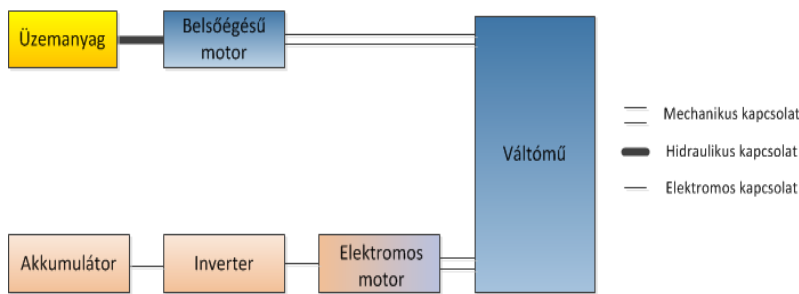 Üzemanyag
Belsőégésű
motor
Váltómű
Mechanikus kapcsolat
Hidraulikus kapcsolat
Elektromos kapcsolat
Akkumulátor
Inverter
Elektromos
motor